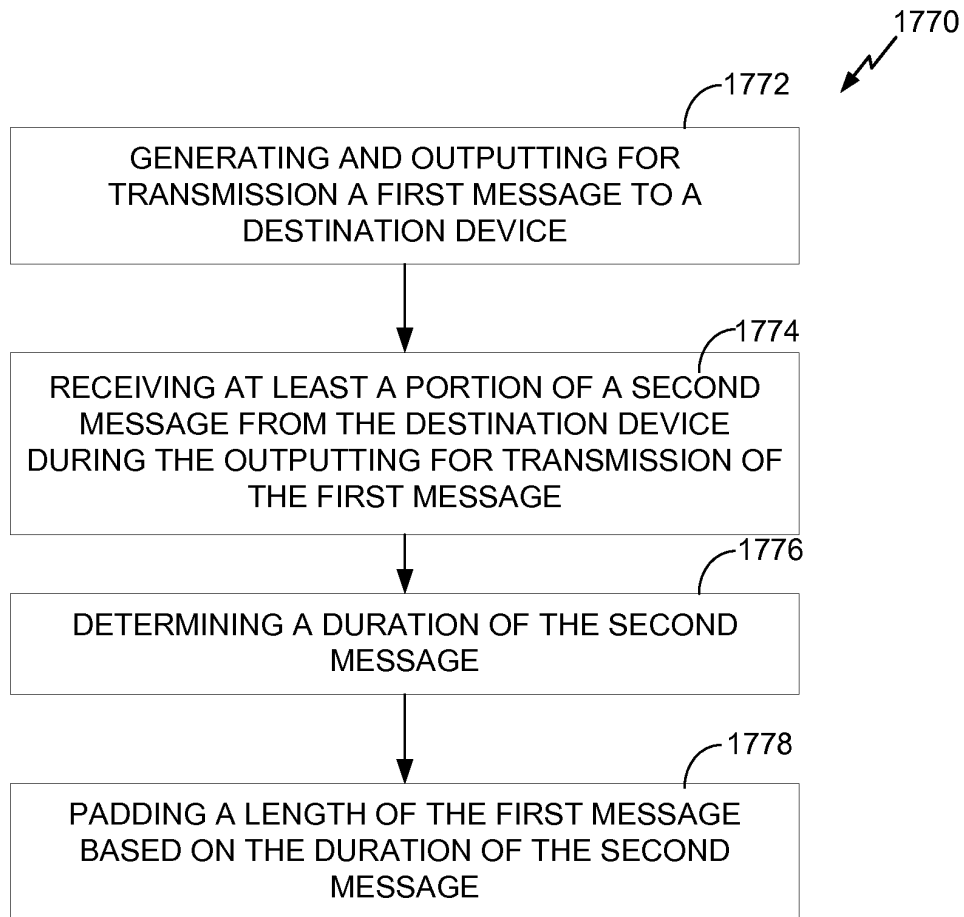 1770
1772
GENERATING AND OUTPUTTING FOR
TRANSMISSION A FIRST MESSAGE TO A
DESTINATION DEVICE
1774
RECEIVING AT LEAST A PORTION OF A SECOND
MESSAGE FROM THE DESTINATION DEVICE
DURING THE OUTPUTTING FOR TRANSMISSION OF
THE FIRST MESSAGE
1776
DETERMINING A DURATION OF THE SECOND
MESSAGE
1778
PADDING A LENGTH OF THE FIRST MESSAGE
BASED ON THE DURATION OF THE SECOND
MESSAGE